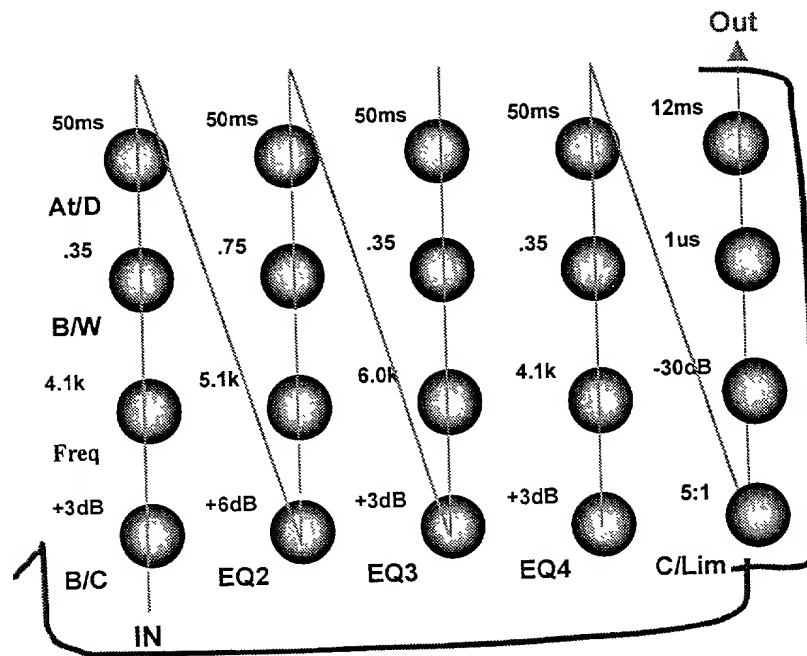 Out
50ms 50ms 50ms 50ms 12ms
At/D
.35 .75 .35 .35 1us
B/W
4.1k 5.1k 6.0k 4.1k -30dB
Freq
+3dB +6dB +3dB +3dB 5:1
B/C EQ2 EQ3 EQ4 C/Lim
IN